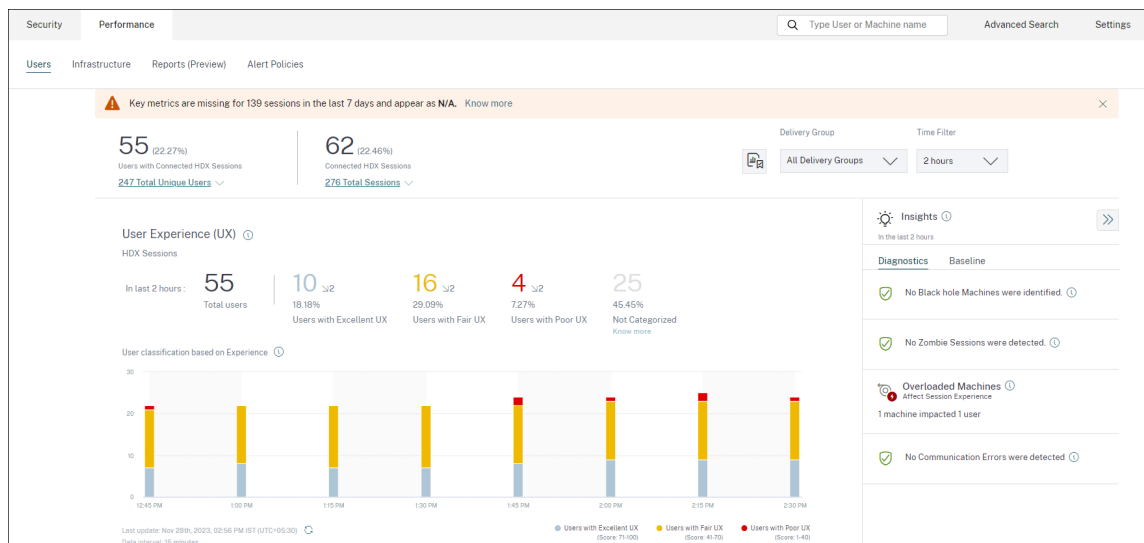 Security
Performance
Type User or Machine name
Advanced Search
Settings
Users
Infrastructure
Reports (Preview)
Alert Policies
Key metrics are missing for 139 sessions in the last 7 days and appear as N/A. Know more
55 (22.27%)
Users with Connected HDX Sessions
247 Total Unique Users
62 (22.46%)
Connected HDX Sessions
276 Total Sessions
Delivery Group
All Delivery Groups
Time Filter
2 hours
User Experience (UX)
HDX Sessions
In last 2 hours :
55
Total users
10 2
18.18%
Users with Excellent UX
16 2
29.09%
Users with Fair UX
4 2
7.27%
Users with Poor UX
25
45.45%
Not Categorized
Know more
User classification based on Experience
30
20
10
0
12:45 PM
1:00 PM
1:15 PM
1:30 PM
1:45 PM
2:00 PM
2:15 PM
2:30 PM
Last update: Nov 28th, 2023, 02:56 PM IST (UTC+05:30)
Data interval: 15 minutes
Users with Excellent UX
(Score: 71-100)
Users with Fair UX
(Score: 41-70)
Users with Poor UX
(Score: 1-40)
Insights
In the last 2 hours
Diagnostics
Baseline
No Black hole Machines were identified.
No Zombie Sessions were detected.
Overloaded Machines
Affect Session Experience
1 machine impacted 1 user
No Communication Errors were detected